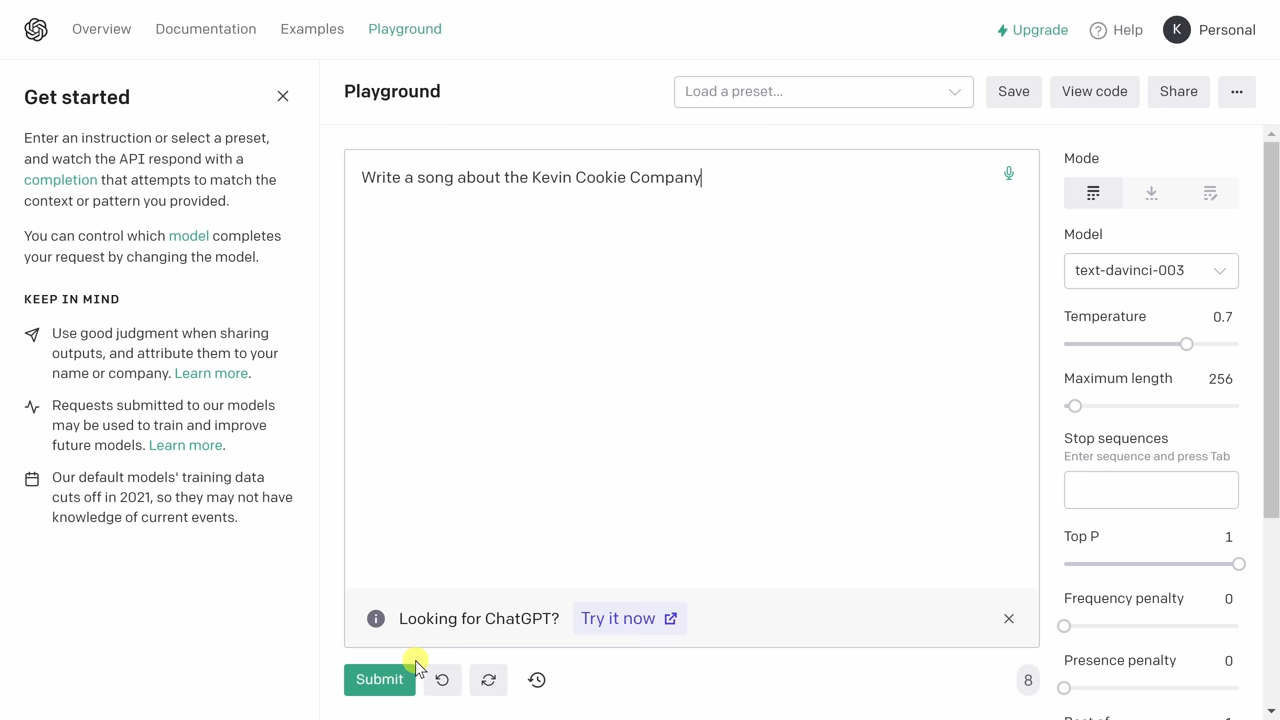 Overview Documentation Examples Playground Upgrade Help K Personal
Get started
Enter an instruction or select a preset,
and watch the API respond with a
completion that attempts to match the
context or pattern you provided.
You can control which model completes
your request by changing the model.
KEEP IN MIND
Use good judgment when sharing
outputs, and attribute them to your
name or company. Learn more.
Requests submitted to our models
may be used to train and improve
future models. Learn more.
Our default models' training data
cuts off in 2021, so they may not have
knowledge of current events.
Playground Load a preset... Save View code Share ...
Write a song about the Kevin Cookie Company
Looking for ChatGPT? Try it now
Submit 8
Mode
Model
text-davinci-003
Temperature 0.7
Maximum length 256
Stop sequences
Enter sequence and press Tab
Top P 1
Frequency penalty 0
Presence penalty 0